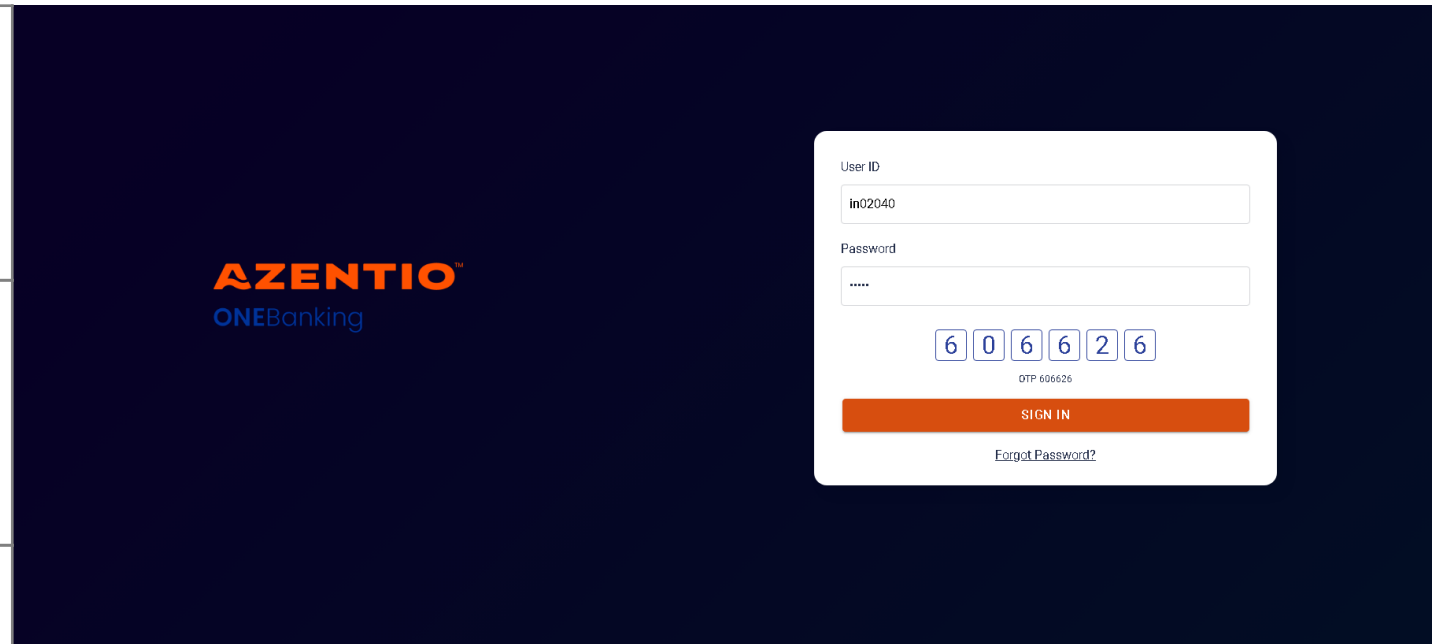 AZENTIO™
ONEBanking
User ID
in02040
Password
•••••
6 0 6 6 2 6
OTP 606626
SIGN IN
Forgot Password?